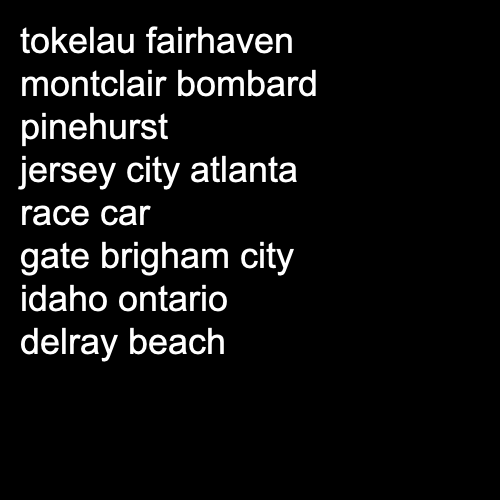 tokelau fairhaven
montclair bombard
pinehurst
jersey city atlanta
race car
gate brigham city
idaho ontario
delray beach